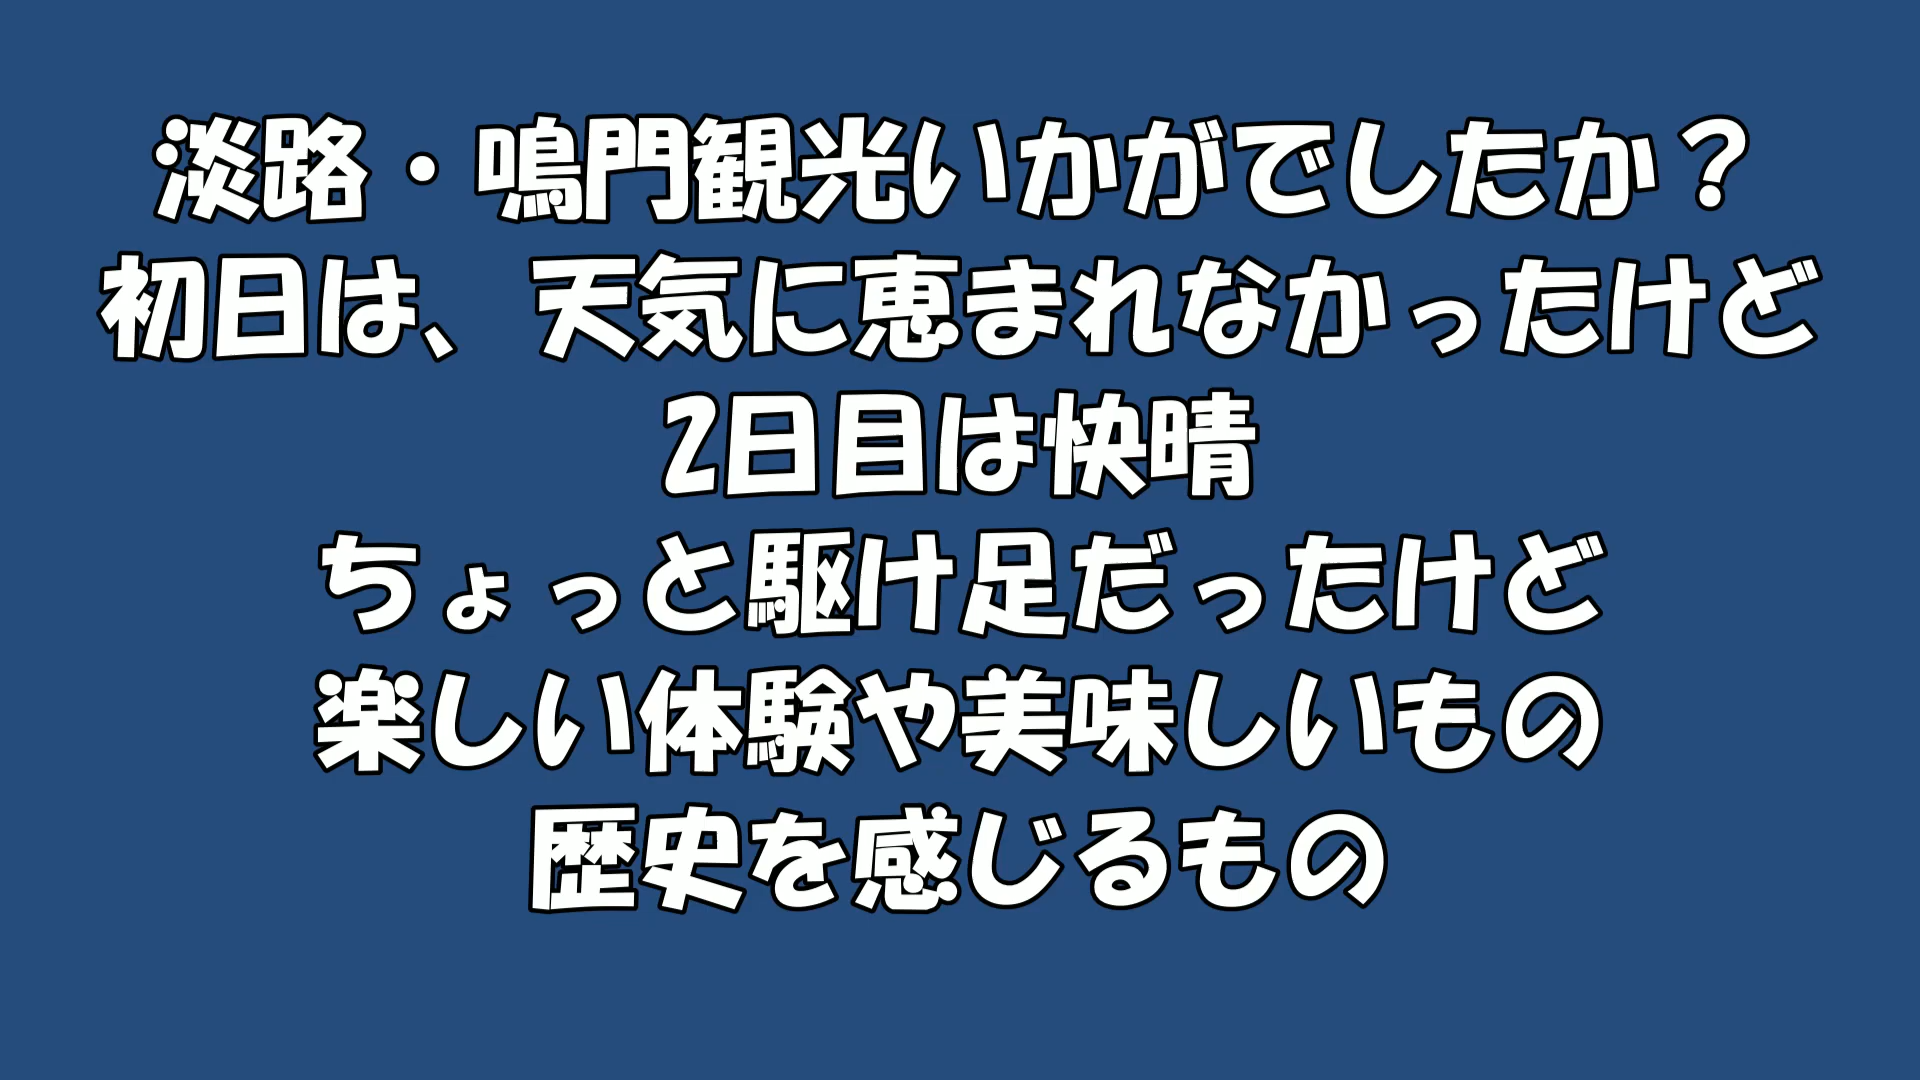 淡路・鳴門観光いかがでしたか？
初日は、天気に恵まれなかったけど
2日目は快晴
ちょっと駆け足だったけど
楽しい体験や美味しいもの
歴史を感じるもの